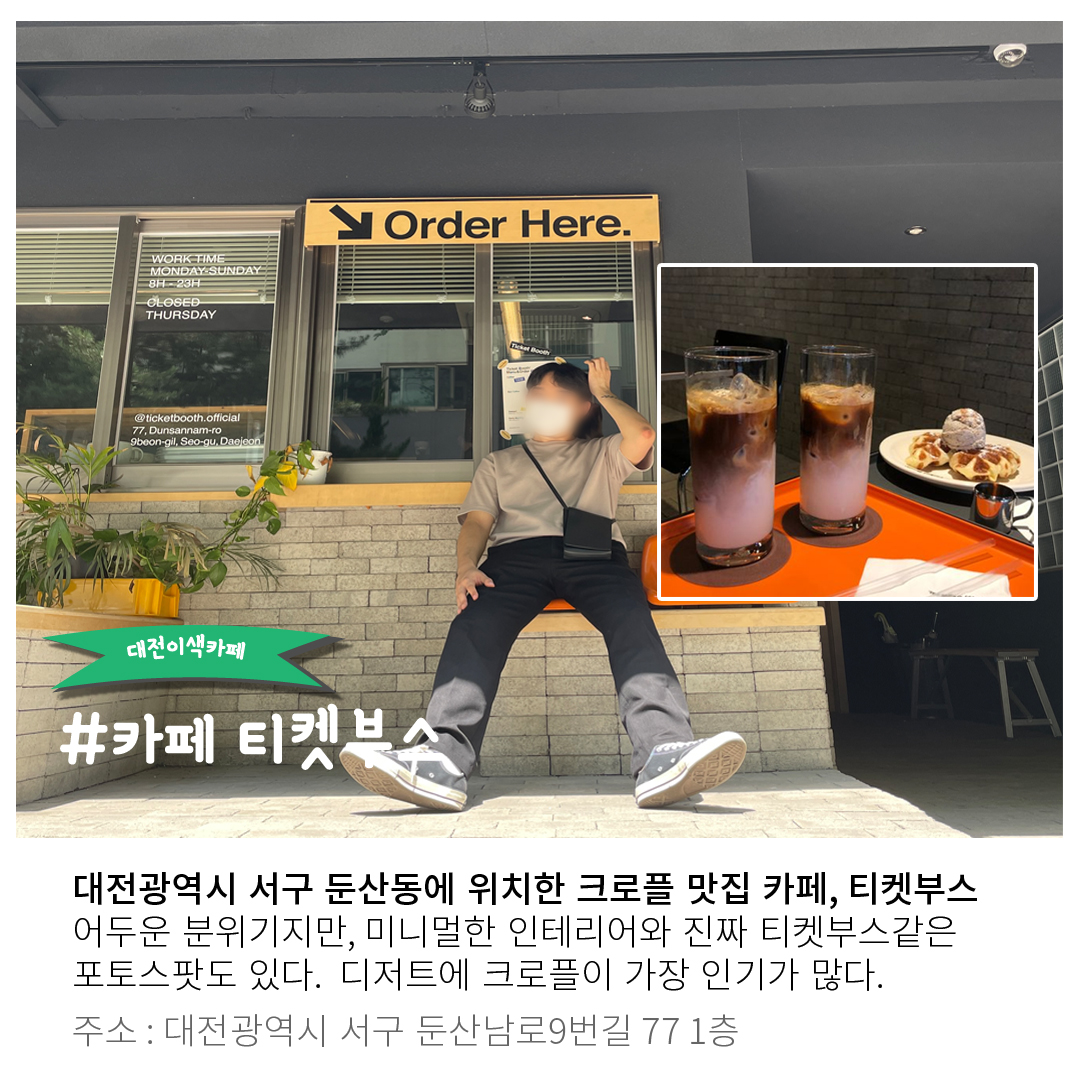 Order Here.
WORK TIME
MONDAY-SUNDAY
8H - 23H
CLOSED
THURSDAY
Ticket Booth
@ticketbooth.official
77, Dunsannam-ro
9beon-gil, Seo-gu, Daejeon
대전이색카페
#카페 티켓부스
대전광역시 서구 둔산동에 위치한 크로플 맛집 카페, 티켓부스
어두운 분위기지만, 미니멀한 인테리어와 진짜 티켓부스같은
포토스팟도 있다. 디저트에 크로플이 가장 인기가 많다.
주소 : 대전광역시 서구 둔산남로9번길 77 1층